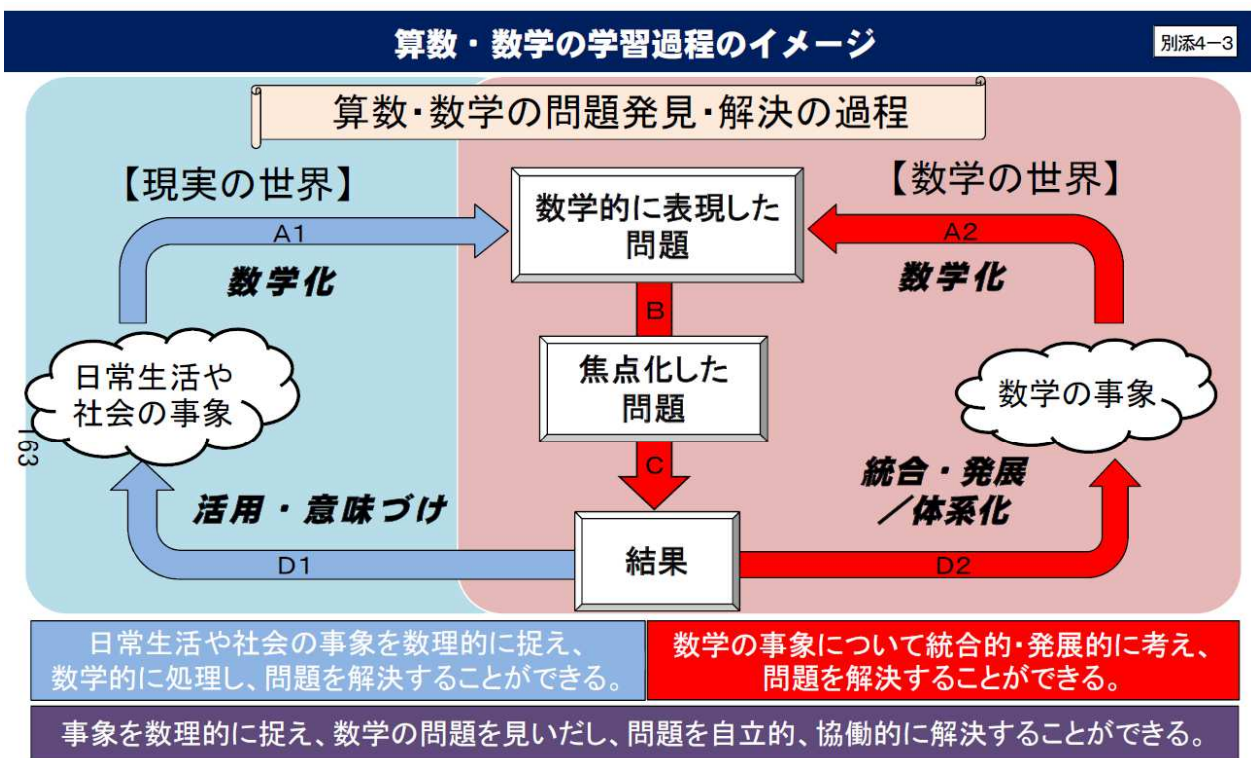 算数・数学の学習過程のイメージ
別添4－3
算数・数学の問題発見・解決の過程
【現実の世界】
【数学の世界】
A1
数学化
数学的に表現した
問題
A2
数学化
B
日常生活や
社会の事象
焦点化した
問題
数学の事象
163
C
活用・意味づけ
統合・発展
／体系化
D1
結果
D2
日常生活や社会の事象を数理的に捉え、
数学的に処理し、問題を解決することができる。
数学の事象について統合的・発展的に考え、
問題を解決することができる。
事象を数理的に捉え、数学の問題を見いだし、問題を自立的、協働的に解決することができる。